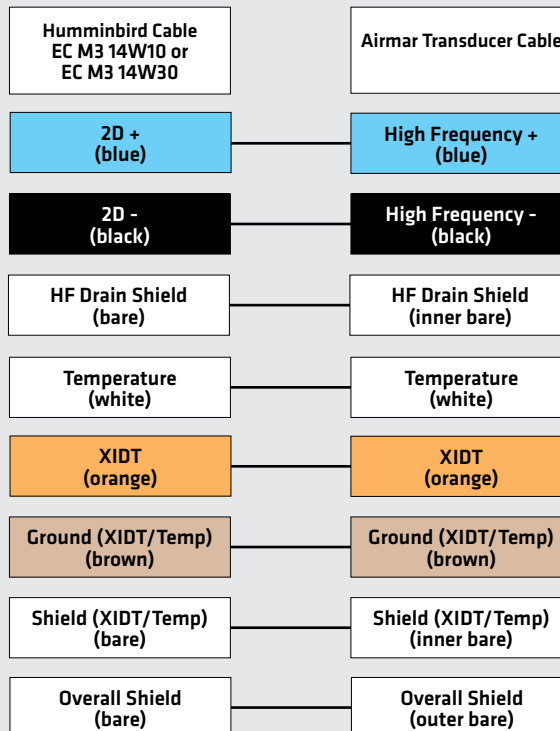 Humminbird Cable
EC M3 14W10 or
EC M3 14W30
Airmar Transducer Cable
2D +
(blue)
High Frequency +
(blue)
2D -
(black)
High Frequency -
(black)
HF Drain Shield
(bare)
HF Drain Shield
(inner bare)
Temperature
(white)
Temperature
(white)
XIDT
(orange)
XIDT
(orange)
Ground (XIDT/Temp)
(brown)
Ground (XIDT/Temp)
(brown)
Shield (XIDT/Temp)
(bare)
Shield (XIDT/Temp)
(inner bare)
Overall Shield
(bare)
Overall Shield
(outer bare)